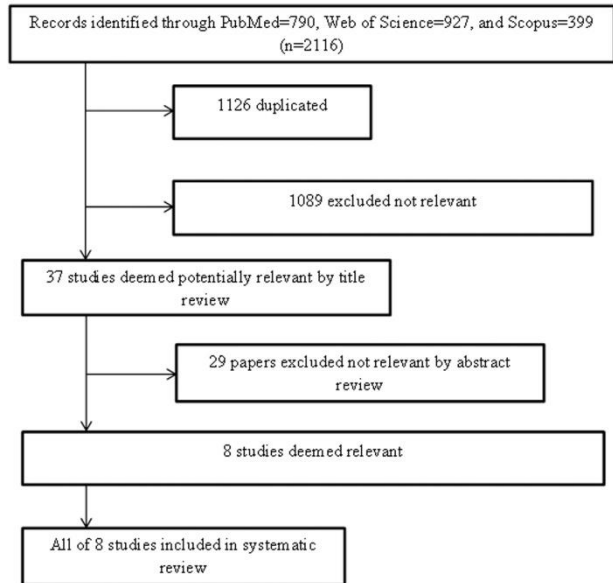 Records identified through PubMed=790, Web of Science=927, and Scopus=399
(n=2116)
1126 duplicated
1089 excluded not relevant
37 studies deemed potentially relevant by title
review
29 papers excluded not relevant by abstract
review
8 studies deemed relevant
All of 8 studies included in systematic
review